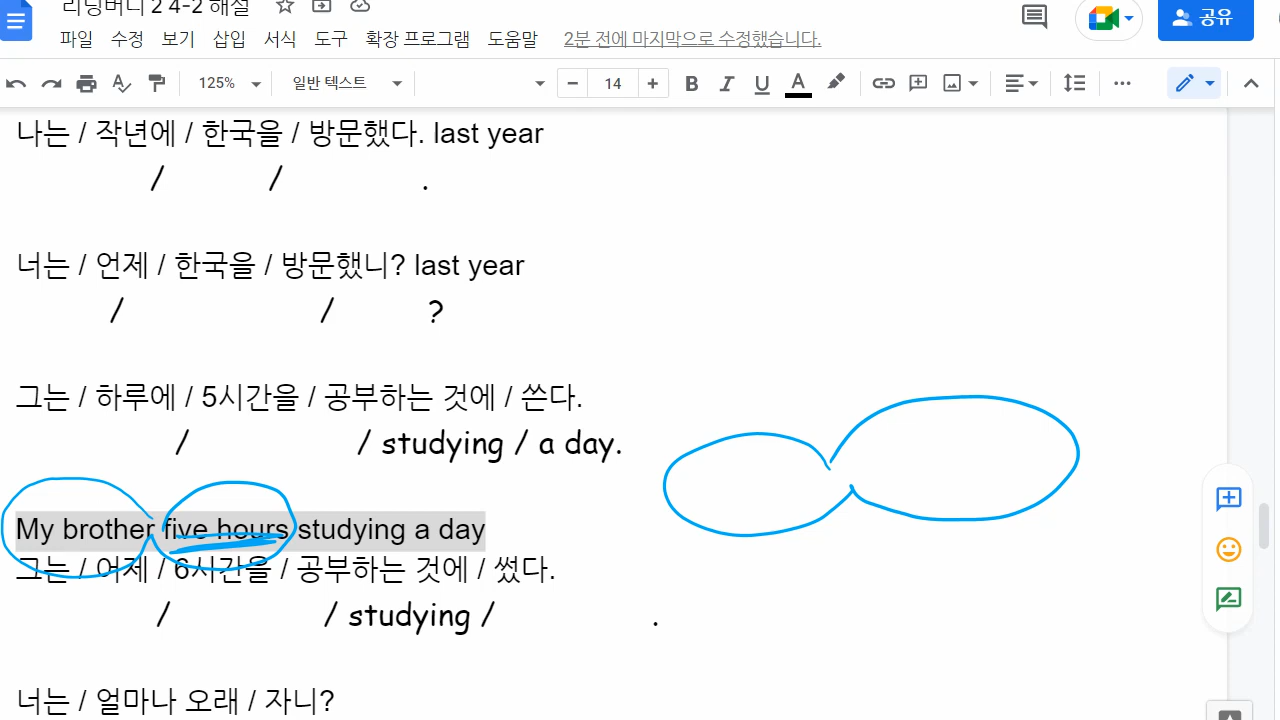 리딩버디 2 4-2 해설
공유
파일 수정 보기 삽입 서식 도구 확장 프로그램 도움말 2분 전에 마지막으로 수정했습니다.
125% 일반 텍스트 − 14 + B I U A
나는 / 작년에 / 한국을 / 방문했다. last year
/ / .
너는 / 언제 / 한국을 / 방문했니? last year
/ / ?
그는 / 하루에 / 5시간을 / 공부하는 것에 / 쓴다.
/ / studying / a day.
My brother five hours studying a day
그는 / 어제 / 6시간을 / 공부하는 것에 / 썼다.
/ / studying / .
너는 / 얼마나 오래 / 자니?